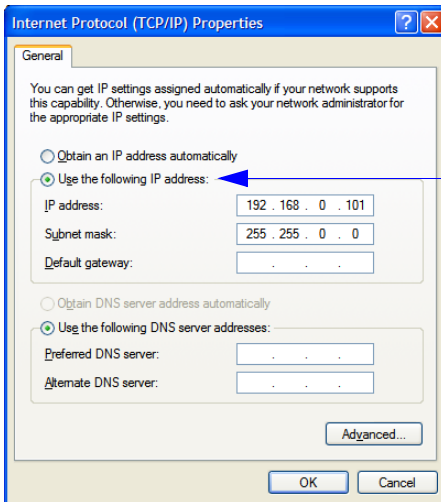 Internet Protocol (TCP/IP) Properties
General
You can get IP settings assigned automatically if your network supports
this capability. Otherwise, you need to ask your network administrator for
the appropriate IP settings.
Obtain an IP address automatically
Use the following IP address:
IP address: 192 . 168 . 0 . 101
Subnet mask: 255 . 255 . 0 . 0
Default gateway: . . .
Obtain DNS server address automatically
Use the following DNS server addresses:
Preferred DNS server: . . .
Alternate DNS server: . . .
Advanced...
OK Cancel